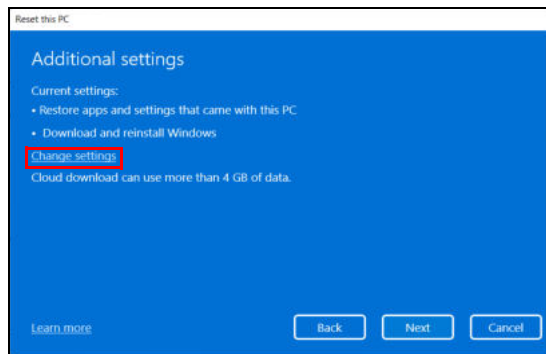 Reset this PC
Additional settings
Current settings:
• Restore apps and settings that came with this PC
• Download and reinstall Windows
Change settings
Cloud download can use more than 4 GB of data.
Learn more
Back
Next
Cancel